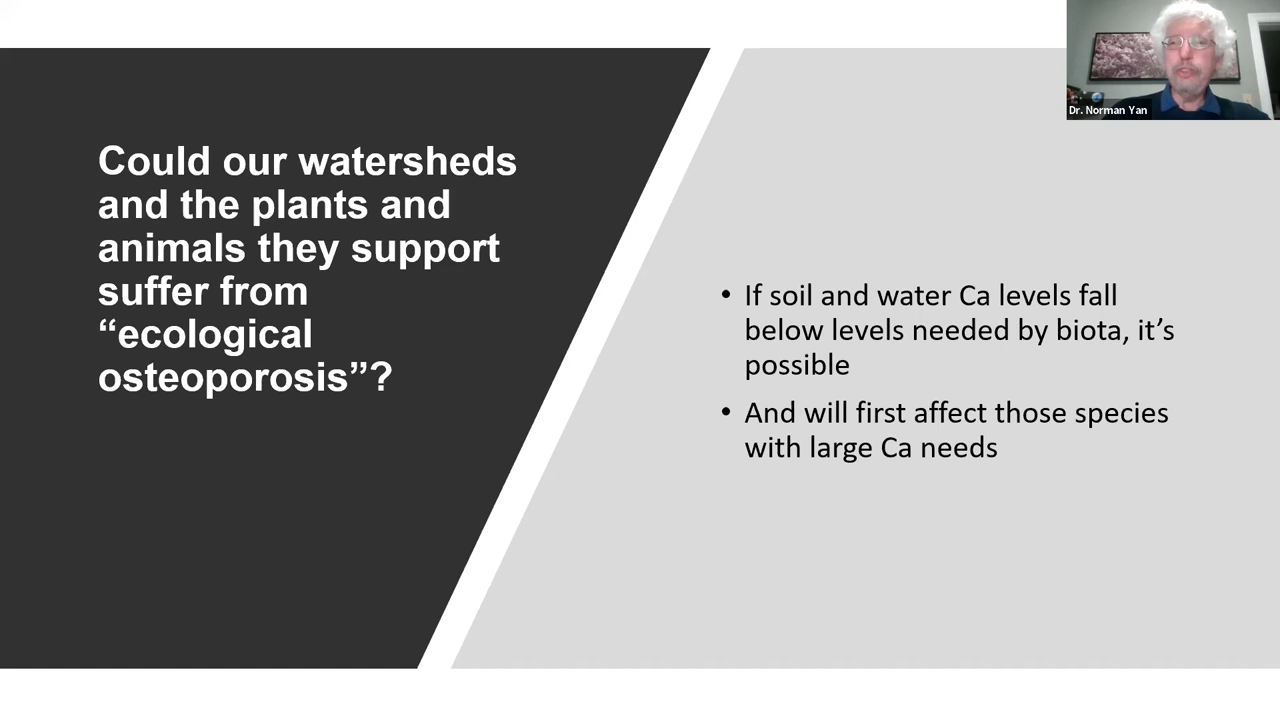 Dr. Norman Yan
Could our watersheds
and the plants and
animals they support
suffer from
“ecological
osteoporosis”?
• If soil and water Ca levels fall
below levels needed by biota, it’s
possible
• And will first affect those species
with large Ca needs